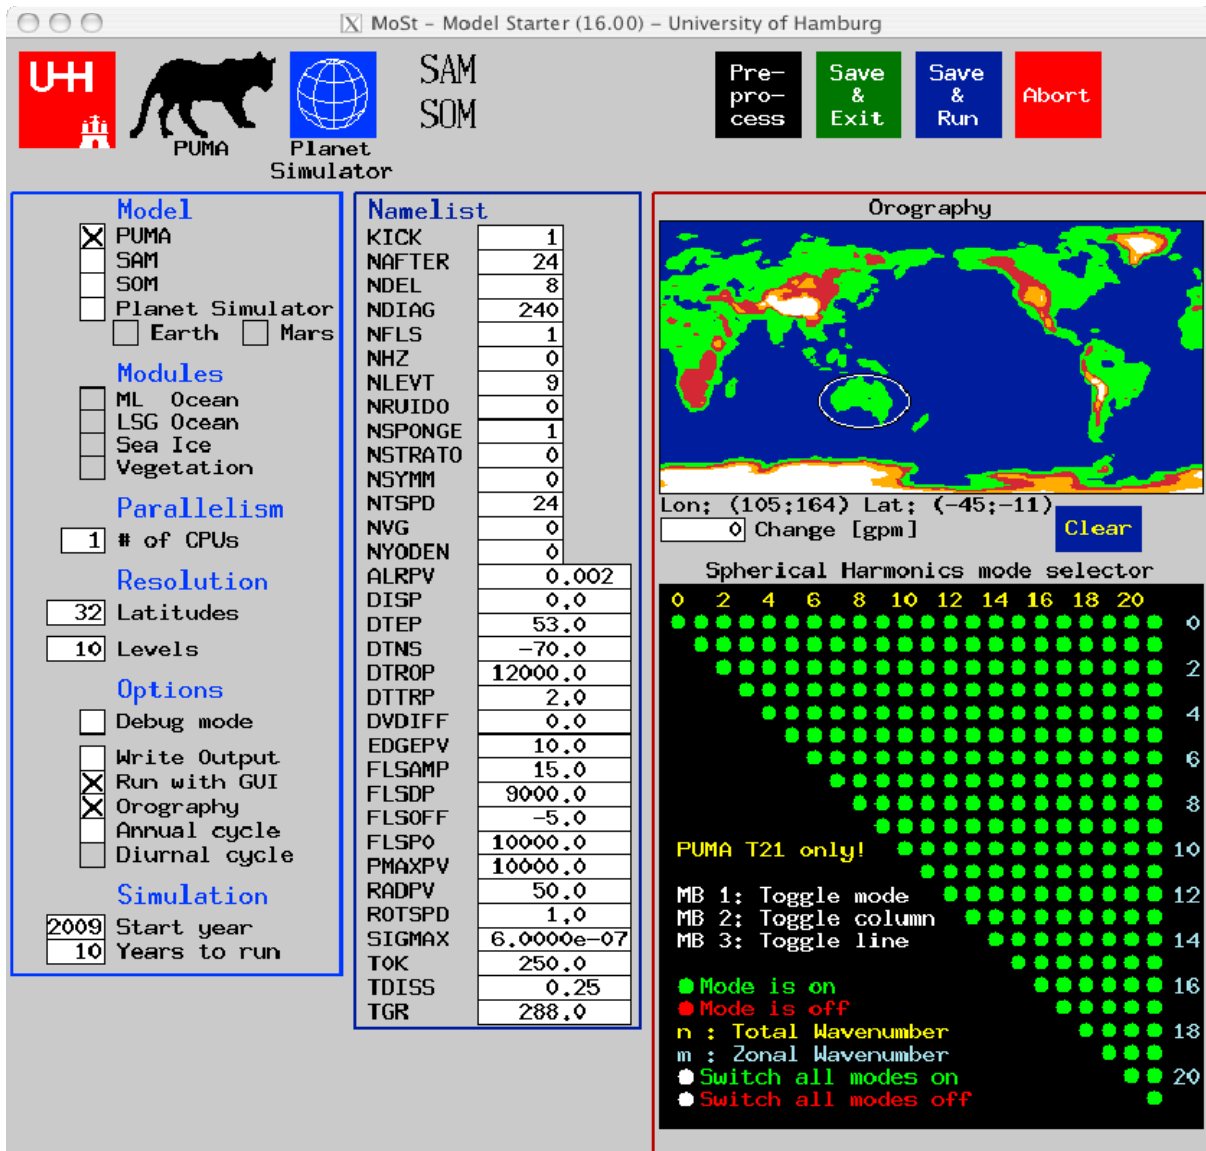 MoSt – Model Starter (16.00) – University of Hamburg
UHH
PUMA
Planet
Simulator
SAM
SOM
Pre-
pro-
cess
Save
&
Exit
Save
&
Run
Abort
Model
PUMA
SAM
SOM
Planet Simulator
Earth Mars
Modules
ML Ocean
LSG Ocean
Sea Ice
Vegetation
Parallelism
1 # of CPUs
Resolution
32 Latitudes
10 Levels
Options
Debug mode
Write Output
Run with GUI
Orography
Annual cycle
Diurnal cycle
Simulation
2009 Start year
10 Years to run
Namelist
KICK 1
NAFTER 24
NDEL 8
NDIAG 240
NFLS 1
NHZ 0
NLEVT 9
NRUIDO 0
NSPONGE 1
NSTRATO 0
NSYMM 0
NTSPD 24
NVG 0
NYODEN 0
ALRPV 0.002
DISP 0.0
DTEP 53.0
DTNS -70.0
DTROP 12000.0
DTTRP 2.0
DVDIFF 0.0
EDGEPV 10.0
FLSAMP 15.0
FLSDP 9000.0
FLSOFF -5.0
FLSP0 10000.0
PMAXPV 10000.0
RADPV 50.0
ROTSPD 1.0
SIGMAX 6.0000e-07
TOK 250.0
TDISS 0.25
TGR 288.0
Orography
Lon: (105:164) Lat: (-45:-11)
0 Change [gpm]
Clear
Spherical Harmonics mode selector
0 2 4 6 8 10 12 14 16 18 20
0
2
4
6
8
PUMA T21 only! 10
MB 1: Toggle mode 12
MB 2: Toggle column
MB 3: Toggle line 14
Mode is on 16
Mode is off
n : Total Wavenumber 18
m : Zonal Wavenumber
Switch all modes on 20
Switch all modes off